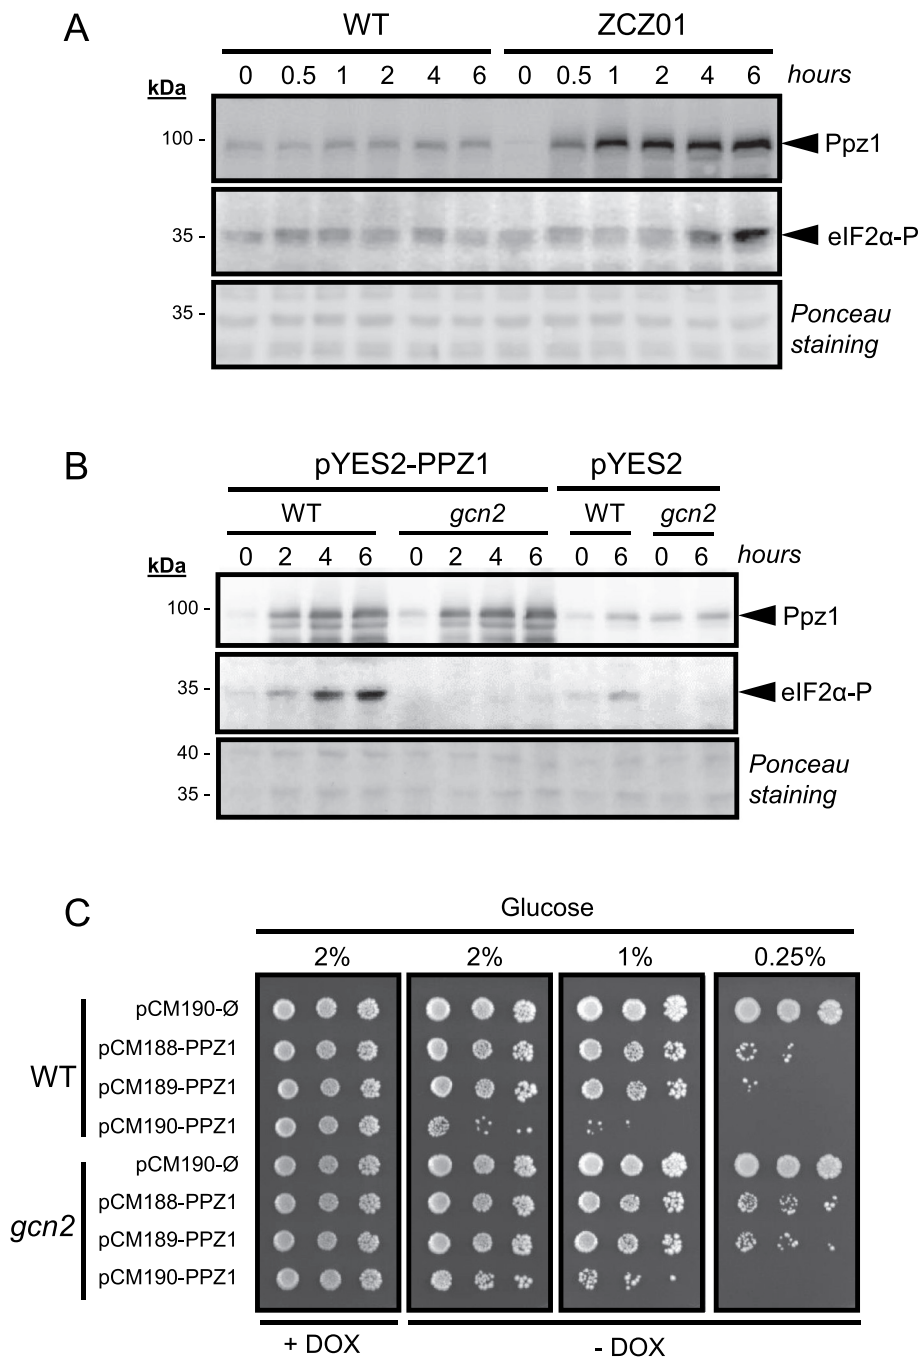 A
WT ZCZ01
0 0.5 1 2 4 6 0 0.5 1 2 4 6 hours
kDa
100 - Ppz1
35 - eIF2α-P
35 - Ponceau
staining
B
pYES2-PPZ1 pYES2
WT gcn2 WT gcn2
0 2 4 6 0 2 4 6 0 6 0 6 hours
kDa
100 - Ppz1
35 - eIF2α-P
40 - Ponceau
35 - staining
C
Glucose
2% 2% 1% 0.25%
WT
pCM190-Ø
pCM188-PPZ1
pCM189-PPZ1
pCM190-PPZ1
gcn2
pCM190-Ø
pCM188-PPZ1
pCM189-PPZ1
pCM190-PPZ1
+ DOX - DOX